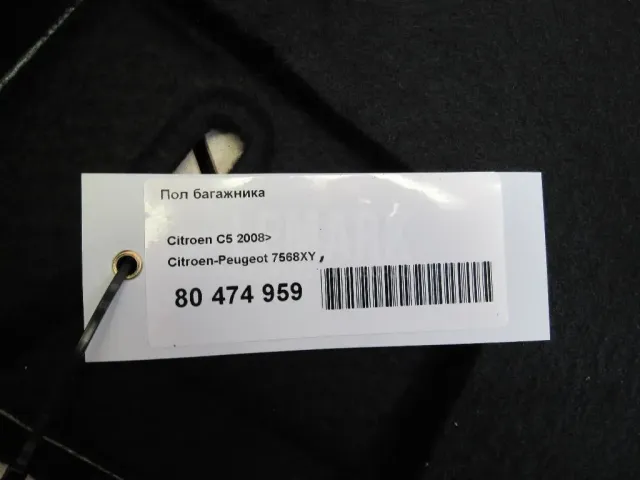 Пол багажника
Citroen C5 2008>
Citroen-Peugeot 7568XY ,
80 474 959